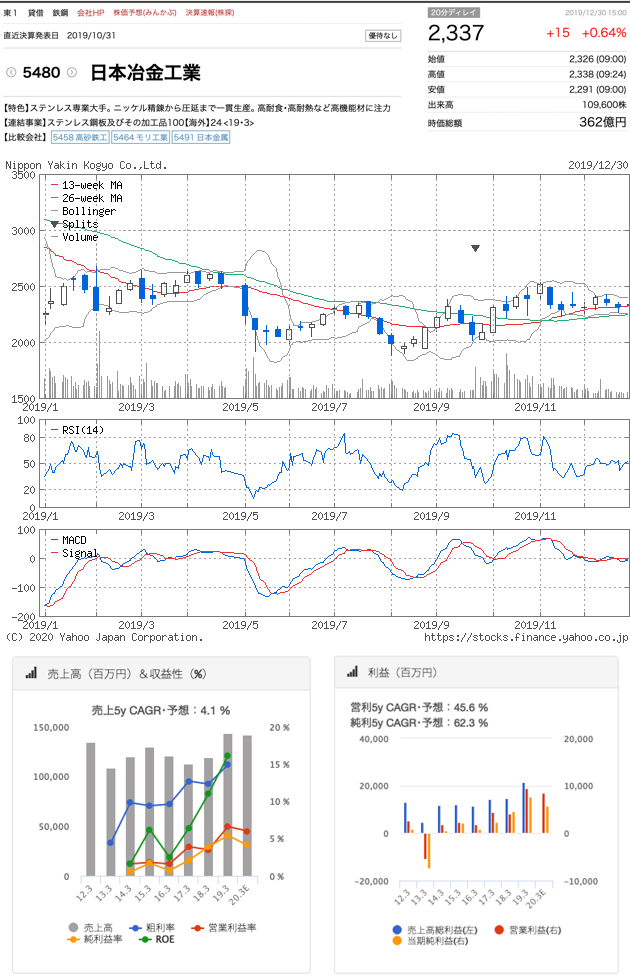 東１ 貸借 鉄鋼 会社HP 株価予想(みんかぶ) 決算速報(株探)
直近決算発表日 2019/10/31
優待なし
5480 日本冶金工業
【特色】ステンレス専業大手。ニッケル精錬から圧延まで一貫生産。高耐食・高耐熱など高機能材に注力
【連結事業】ステンレス鋼板及びその加工品100【海外】24 <19・3>
【比較会社】 5458 高砂鉄工 5464 モリ工業 5491 日本金属
20分ディレイ 2019/12/30 15:00
2,337 +15 +0.64%
始値 2,326 (09:00)
高値 2,338 (09:24)
安値 2,291 (09:00)
出来高 109,600株
時価総額 362億円
Nippon Yakin Kogyo Co.,Ltd. 2019/12/30
3500
3000
2500
2000
1500
13-week MA
26-week MA
Bollinger
Splits
Volume
2019/1 2019/3 2019/5 2019/7 2019/9 2019/11
100
80
50
20
0
RSI(14)
2019/1 2019/3 2019/5 2019/7 2019/9 2019/11
100
0
-100
-200
MACD
Signal
2019/1 2019/3 2019/5 2019/7 2019/9 2019/11
(C) 2020 Yahoo Japan Corporation. https://stocks.finance.yahoo.co.jp
売上高（百万円）＆収益性（%）
売上5y CAGR・予想：4.1 %
150,000
100,000
50,000
0
20 %
15 %
10 %
5 %
0 %
12.3 13.3 14.3 15.3 16.3 17.3 18.3 19.3 20.3E
売上高 粗利率 営業利益率
純利益率 ROE
利益（百万円）
営利5y CAGR・予想：45.6 %
純利5y CAGR・予想：62.3 %
40,000
20,000
0
−20,000
20,000
10,000
0
−10,000
12.3 13.3 14.3 15.3 16.3 17.3 18.3 19.3 20.3E
売上高総利益(左) 営業利益(右)
当期純利益(右)